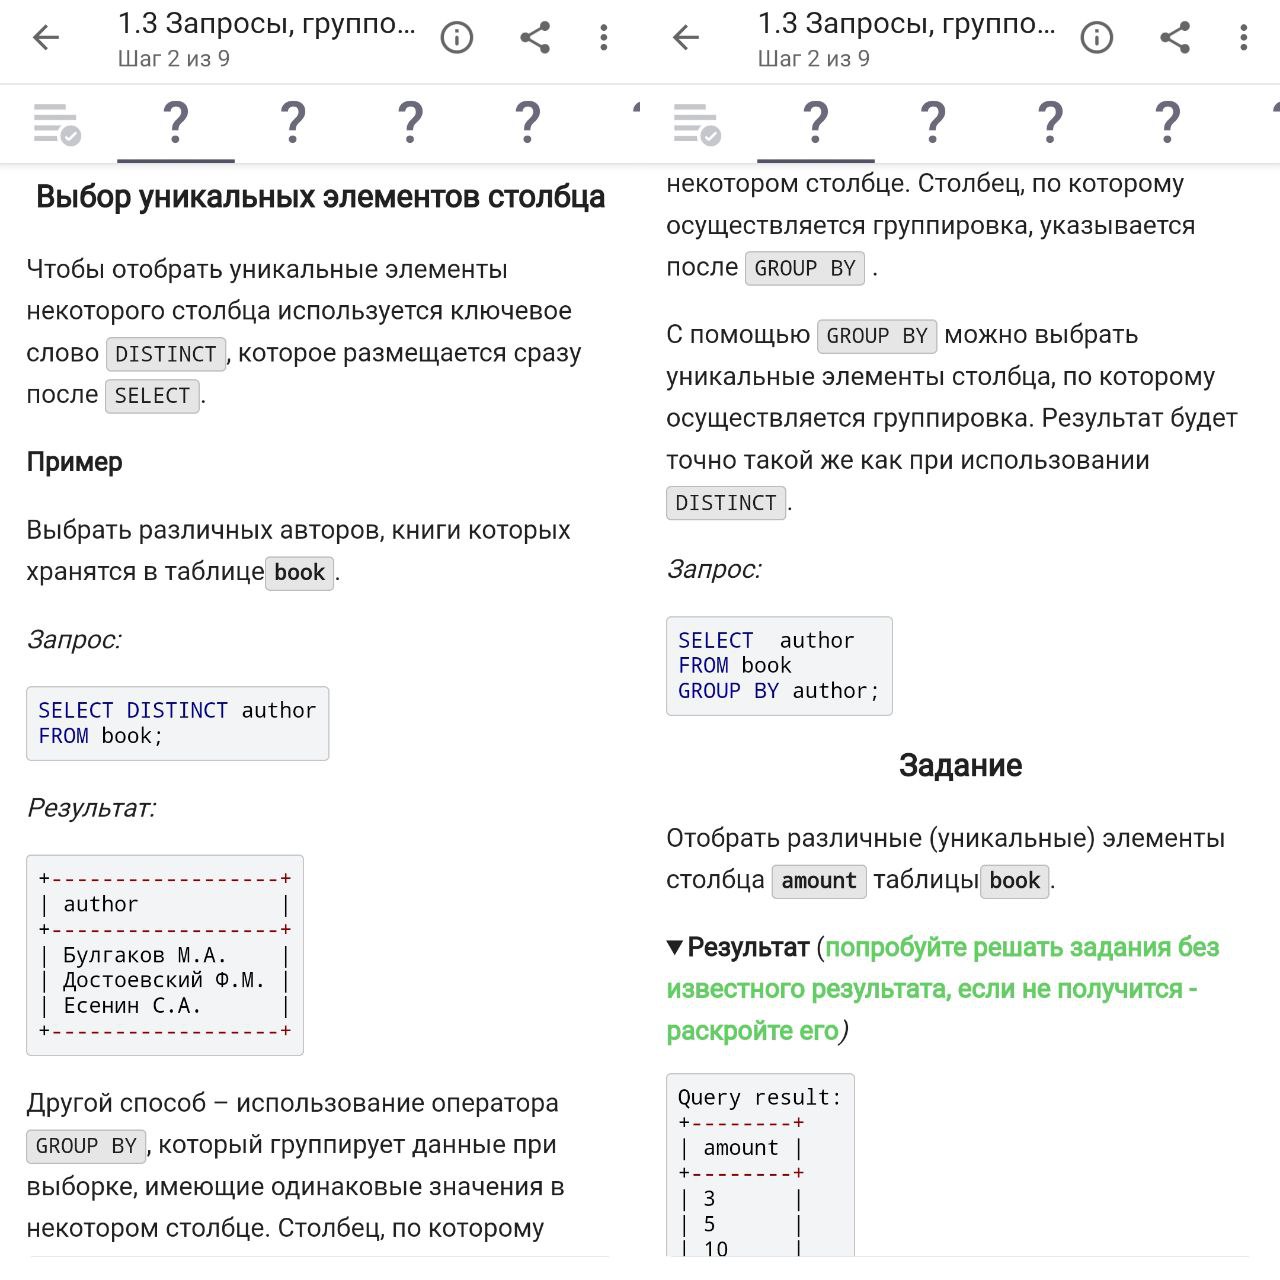 1.3 Запросы, группо...
Шаг 2 из 9
Выбор уникальных элементов столбца
Чтобы отобрать уникальные элементы
некоторого столбца используется ключевое
слово DISTINCT, которое размещается сразу
после SELECT.
Пример
Выбрать различных авторов, книги которых
хранятся в таблице book.
Запрос:
SELECT DISTINCT author
FROM book;
Результат:
+------------------+
| author           |
+------------------+
| Булгаков М.А.    |
| Достоевский Ф.М. |
| Есенин С.А.      |
+------------------+
Другой способ – использование оператора
GROUP BY, который группирует данные при
выборке, имеющие одинаковые значения в
некотором столбце. Столбец, по которому
1.3 Запросы, группо...
Шаг 2 из 9
некотором столбце. Столбец, по которому
осуществляется группировка, указывается
после GROUP BY .
С помощью GROUP BY можно выбрать
уникальные элементы столбца, по которому
осуществляется группировка. Результат будет
точно такой же как при использовании
DISTINCT.
Запрос:
SELECT  author
FROM book
GROUP BY author;
Задание
Отобрать различные (уникальные) элементы
столбца amount таблицы book.
▼Результат (попробуйте решать задания без
известного результата, если не получится -
раскройте его)
Query result:
+--------+
| amount |
+--------+
| 3      |
| 5      |
| 10     |